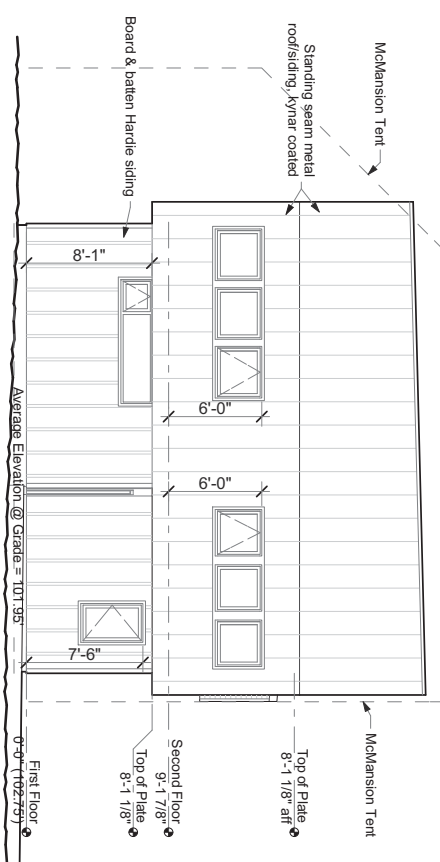 McMansion Tent
Standing seam metal
roof/siding, kynar coated
Board & batten Hardie siding
8'-1"
6'-0"
6'-0"
7'-6"
Average Elevation @ Grade = 101.95'
McMansion Tent
Top of Plate
8'-1 1/8" aff
Second Floor
9'-1 7/8"
Top of Plate
8'-1 1/8"
First Floor
0'-0" (102.75')